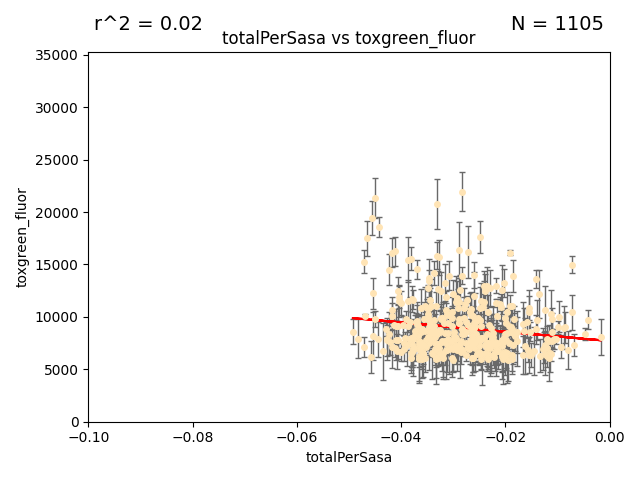 r^2 = 0.02
N = 1105
totalPerSasa vs toxgreen_fluor
35000
30000
25000
20000
15000
10000
5000
0
toxgreen_fluor
−0.10
−0.08
−0.06
−0.04
−0.02
0.00
totalPerSasa